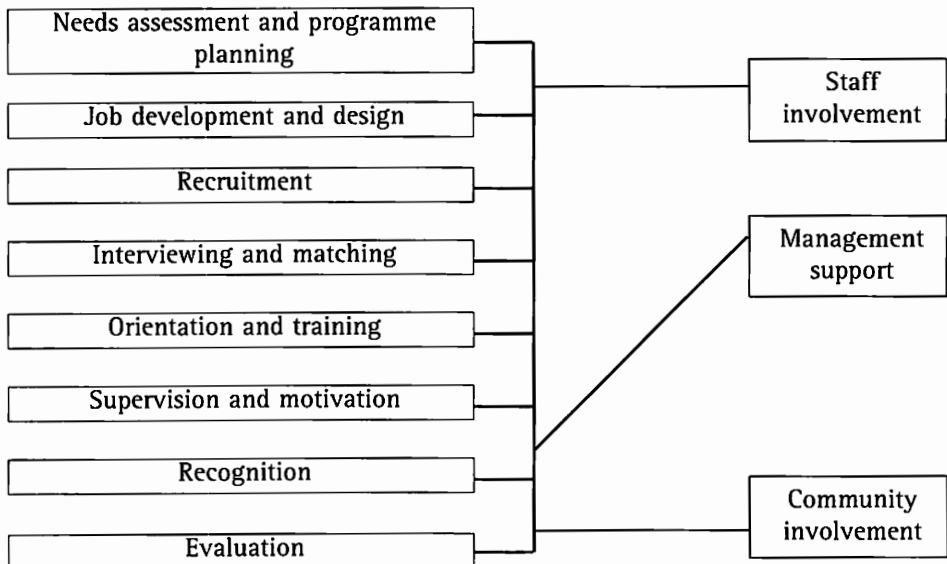 Needs assessment and programme
planning
Job development and design
Recruitment
Interviewing and matching
Orientation and training
Supervision and motivation
Recognition
Evaluation
Staff
involvement
Management
support
Community
involvement